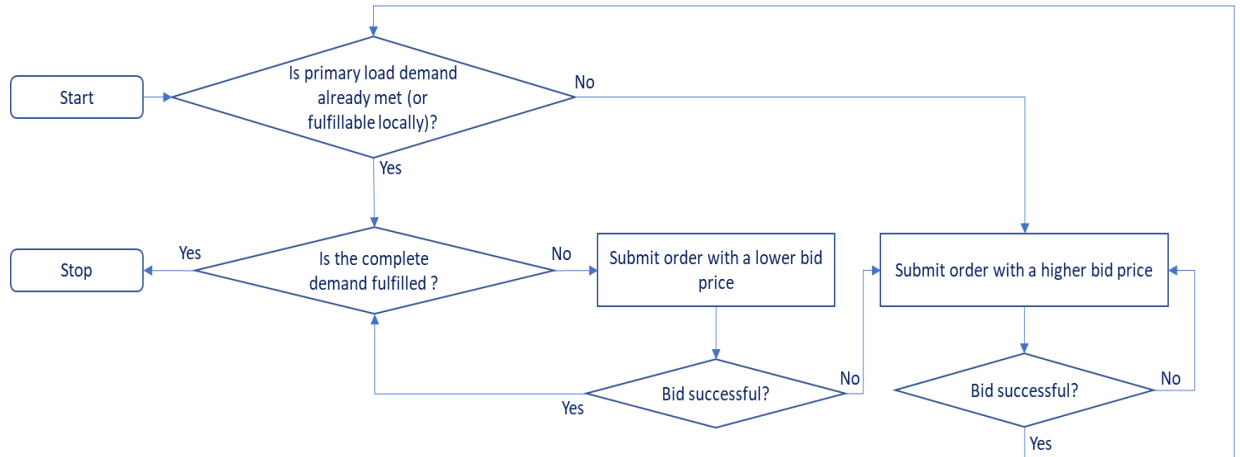 Start
Is primary load demand
already met (or
fulfillable locally)?
No
Yes
Stop
Yes
Is the complete
demand fulfilled ?
No
Submit order with a lower bid
price
Submit order with a higher bid price
Bid successful?
No
Yes
Bid successful?
No
Yes